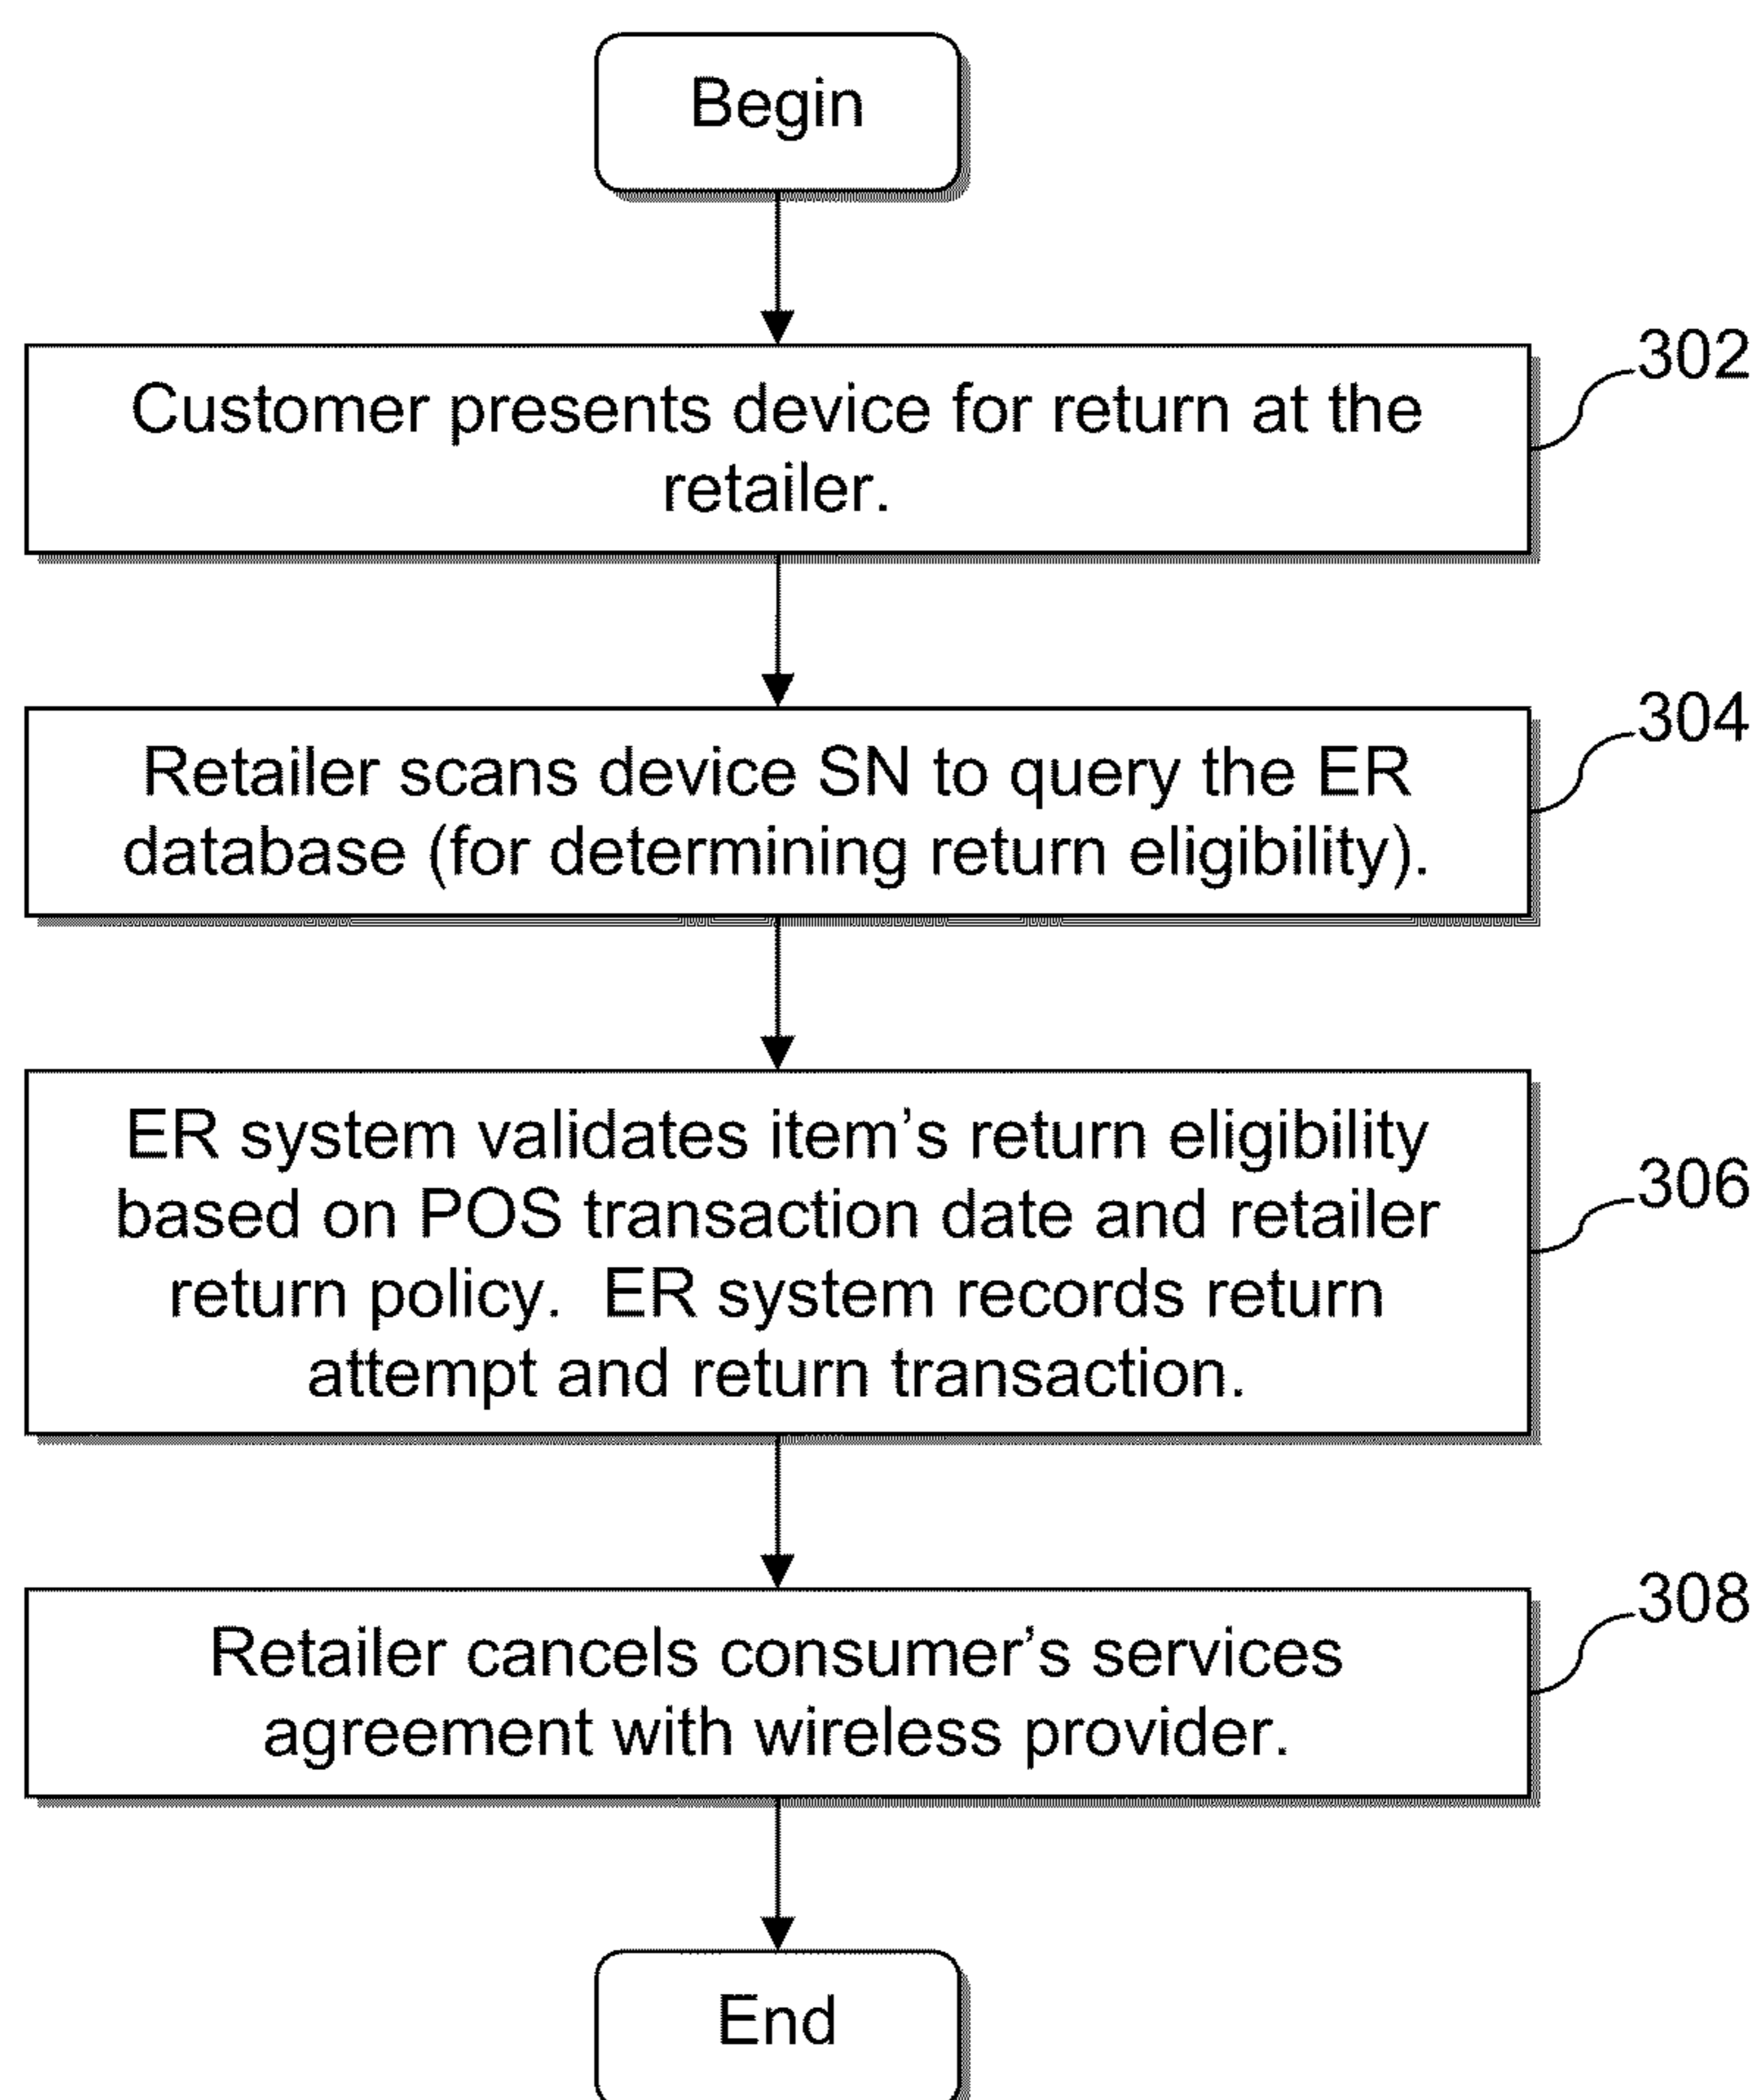 Begin
Customer presents device for return at the
retailer.
302
Retailer scans device SN to query the ER
database (for determining return eligibility).
304
ER system validates item's return eligibility
based on POS transaction date and retailer
return policy.  ER system records return
attempt and return transaction.
306
Retailer cancels consumer's services
agreement with wireless provider.
308
End